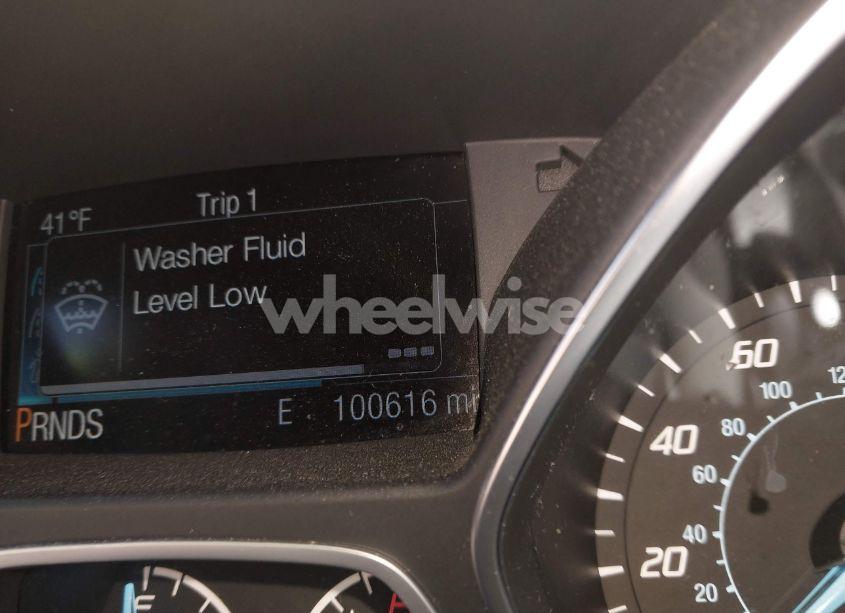 41°F
Trip 1
Washer Fluid
Level Low
wheelwise
PRNDS
E
100616 mi
60
40
20
100
80
60
40
20